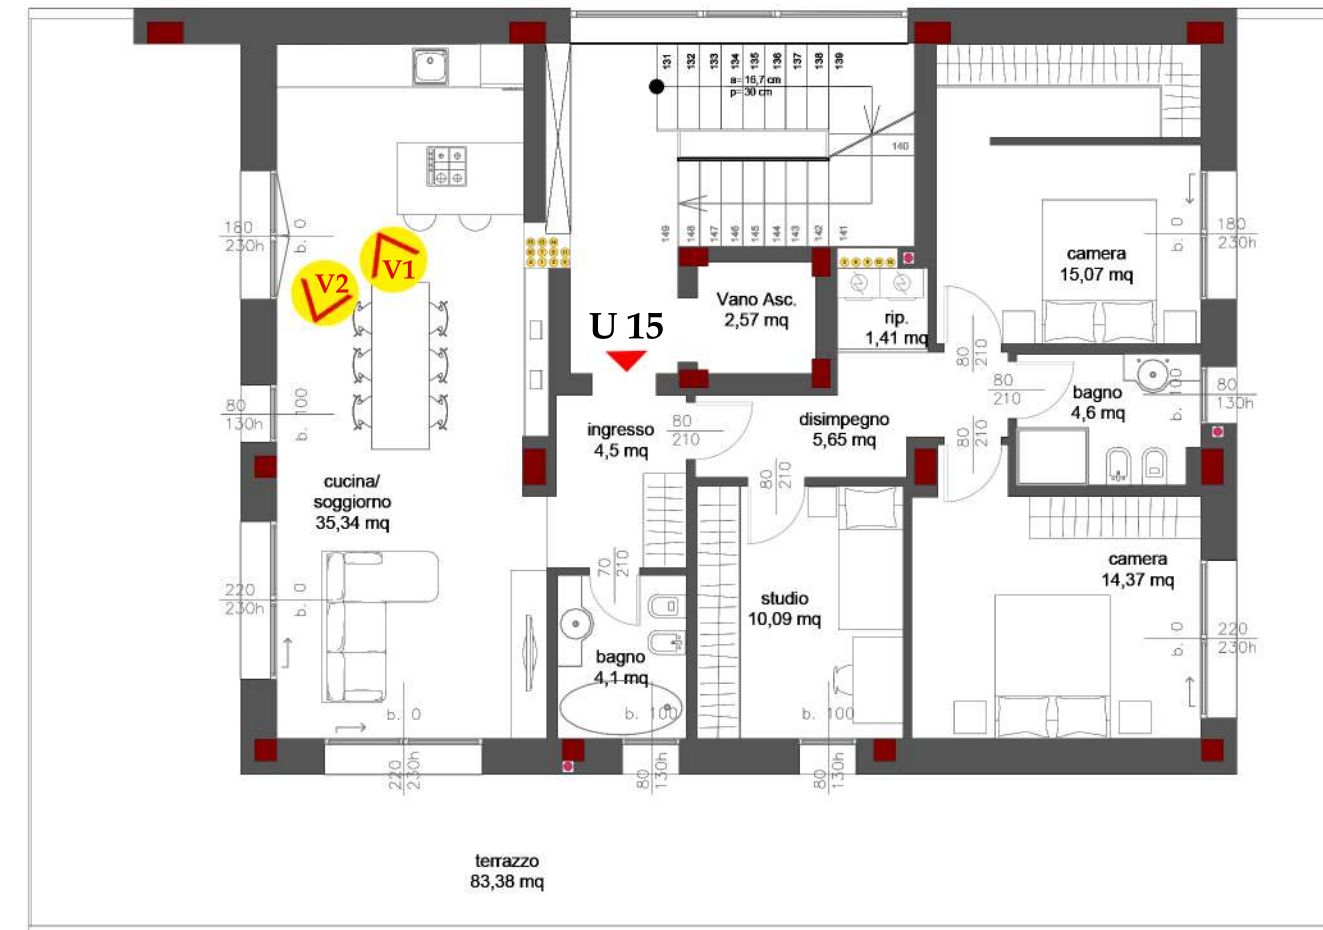 131
132
133
134
135
136
137
138
139
a= 16,7 cm
p= 30 cm
140
149
148
147
146
145
144
143
142
141
180
230h
b. 0
V1
V2
U 15
Vano Asc.
2,57 mq
rip.
1,41 mq
camera
15,07 mq
b. 0
180
230h
80
210
80
210
bagno
4,6 mq
b. 100
80
130h
80
130h
b. 100
ingresso
4,5 mq
80
210
disimpegno
5,65 mq
80
210
80
210
cucina/
soggiorno
35,34 mq
220
230h
b. 0
70
210
studio
10,09 mq
camera
14,37 mq
b. 0
220
230h
bagno
4,1 mq
b. 0
b. 100
b. 100
220
230h
80
130h
80
130h
terrazzo
83,38 mq